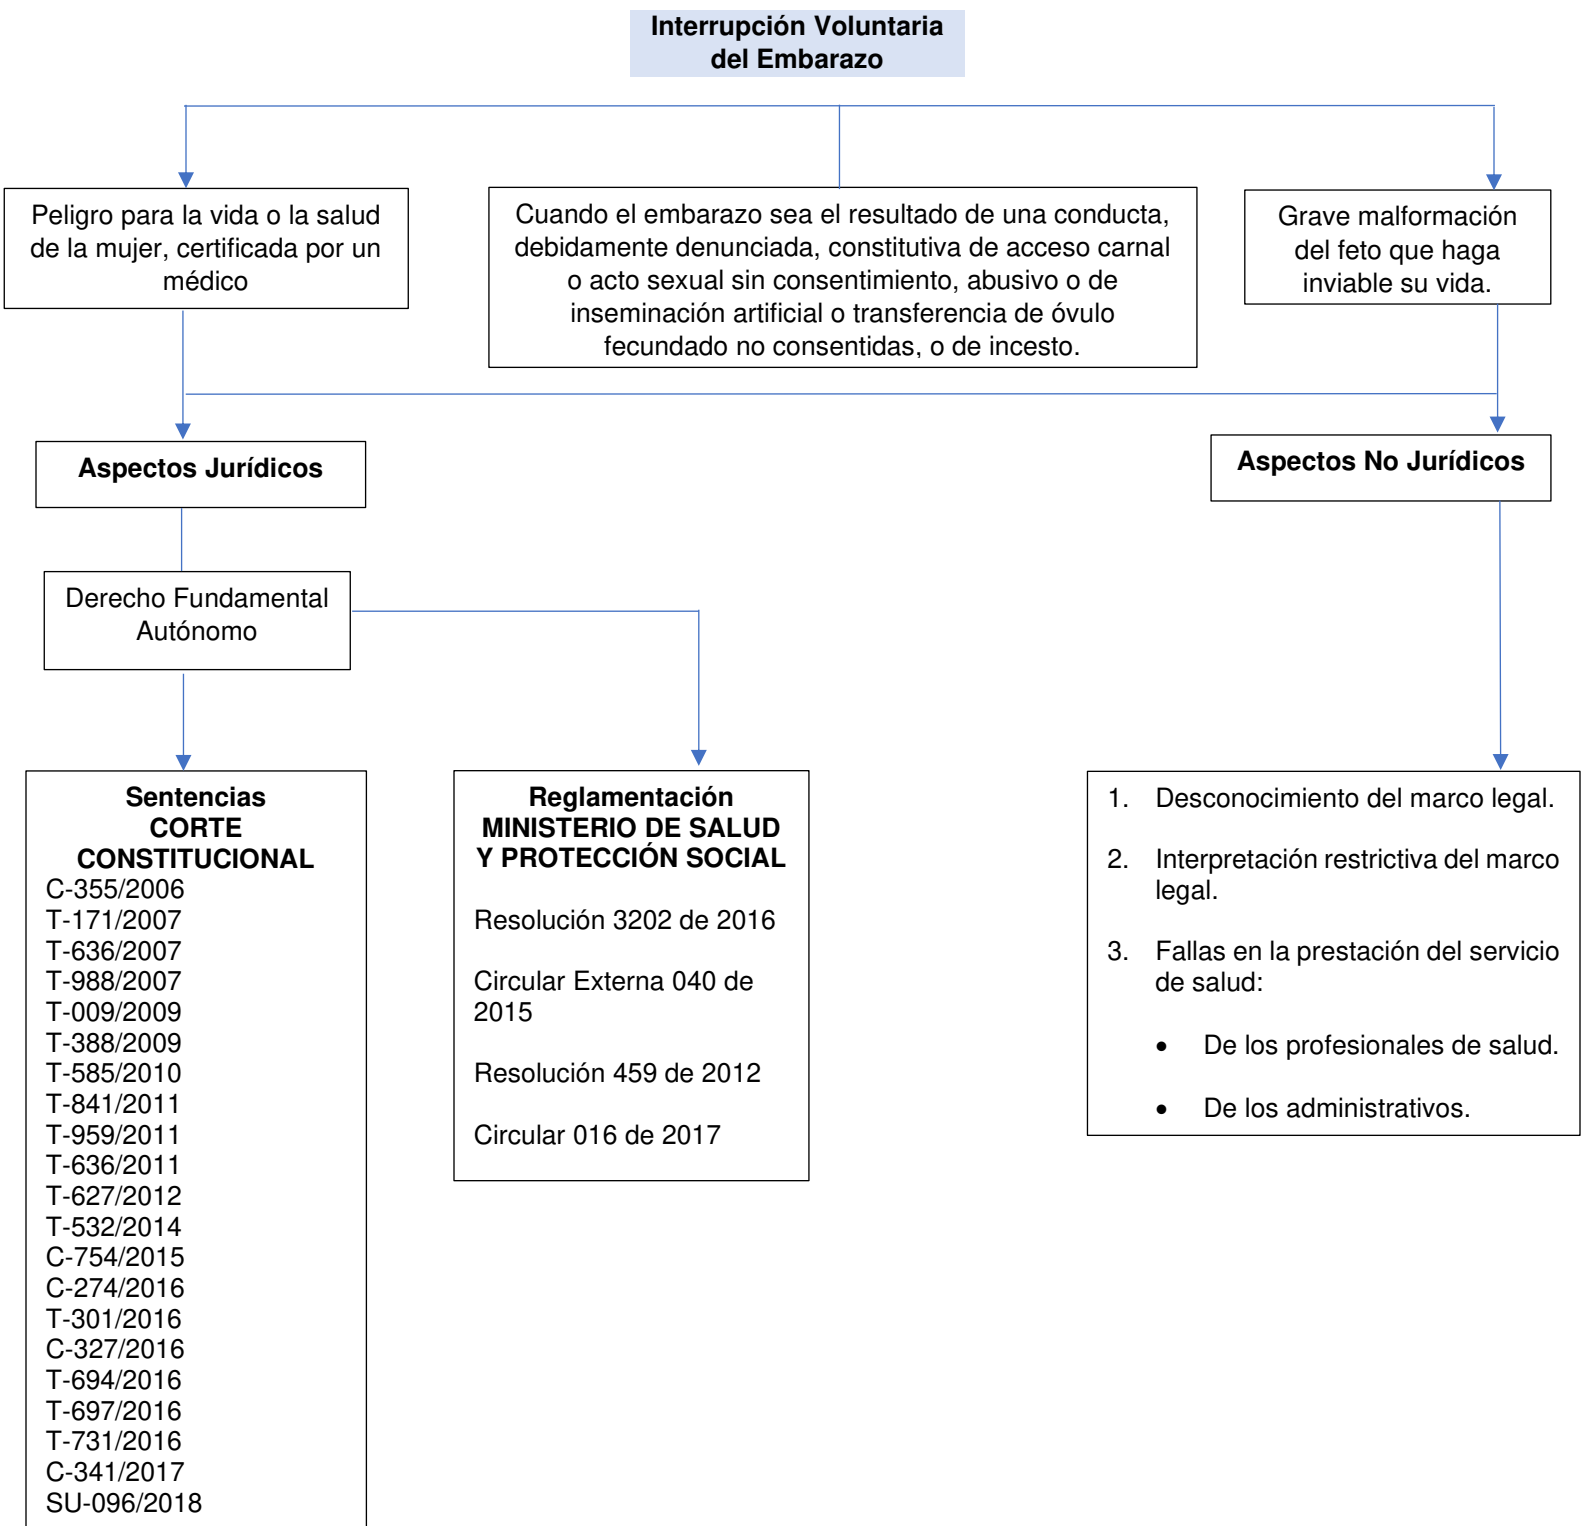 Interrupción Voluntaria
del Embarazo
Peligro para la vida o la salud
de la mujer, certificada por un
médico
Cuando el embarazo sea el resultado de una conducta,
debidamente denunciada, constitutiva de acceso carnal
o acto sexual sin consentimiento, abusivo o de
inseminación artificial o transferencia de óvulo
fecundado no consentidas, o de incesto.
Grave malformación
del feto que haga
inviable su vida.
Aspectos Jurídicos
Aspectos No Jurídicos
Derecho Fundamental
Autónomo
Sentencias
CORTE
CONSTITUCIONAL
C-355/2006
T-171/2007
T-636/2007
T-988/2007
T-009/2009
T-388/2009
T-585/2010
T-841/2011
T-959/2011
T-636/2011
T-627/2012
T-532/2014
C-754/2015
C-274/2016
T-301/2016
C-327/2016
T-694/2016
T-697/2016
T-731/2016
C-341/2017
SU-096/2018
Reglamentación
MINISTERIO DE SALUD
Y PROTECCIÓN SOCIAL
Resolución 3202 de 2016
Circular Externa 040 de
2015
Resolución 459 de 2012
Circular 016 de 2017
1. Desconocimiento del marco legal.
2. Interpretación restrictiva del marco
legal.
3. Fallas en la prestación del servicio
de salud:
• De los profesionales de salud.
• De los administrativos.